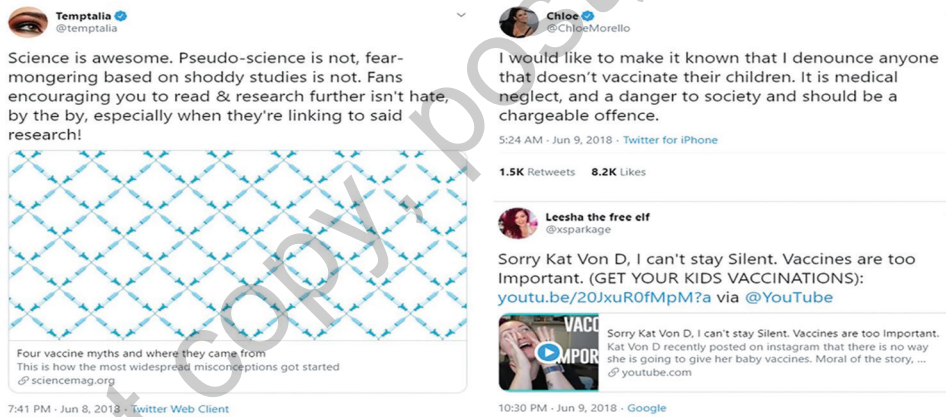 Temptalia
@temptalia
Science is awesome. Pseudo-science is not, fear-
mongering based on shoddy studies is not. Fans
encouraging you to read & research further isn't hate,
by the by, especially when they're linking to said
research!
Four vaccine myths and where they came from
This is how the most widespread misconceptions got started
sciencemag.org
7:41 PM · Jun 8, 2018 · Twitter Web Client
Chloe
@ChloeMorello
I would like to make it known that I denounce anyone
that doesn't vaccinate their children. It is medical
neglect, and a danger to society and should be a
chargeable offence.
5:24 AM · Jun 9, 2018 · Twitter for iPhone
1.5K Retweets 8.2K Likes
Leesha the free elf
@xsparkage
Sorry Kat Von D, I can't stay Silent. Vaccines are too
Important. (GET YOUR KIDS VACCINATIONS):
youtu.be/20JxuR0fMpM?a via @YouTube
VACC
MPOR
Sorry Kat Von D, I can't stay Silent. Vaccines are too Important.
Kat Von D recently posted on instagram that there is no way
she is going to give her baby vaccines. Moral of the story, ...
youtube.com
10:30 PM · Jun 9, 2018 · Google
copy, post,